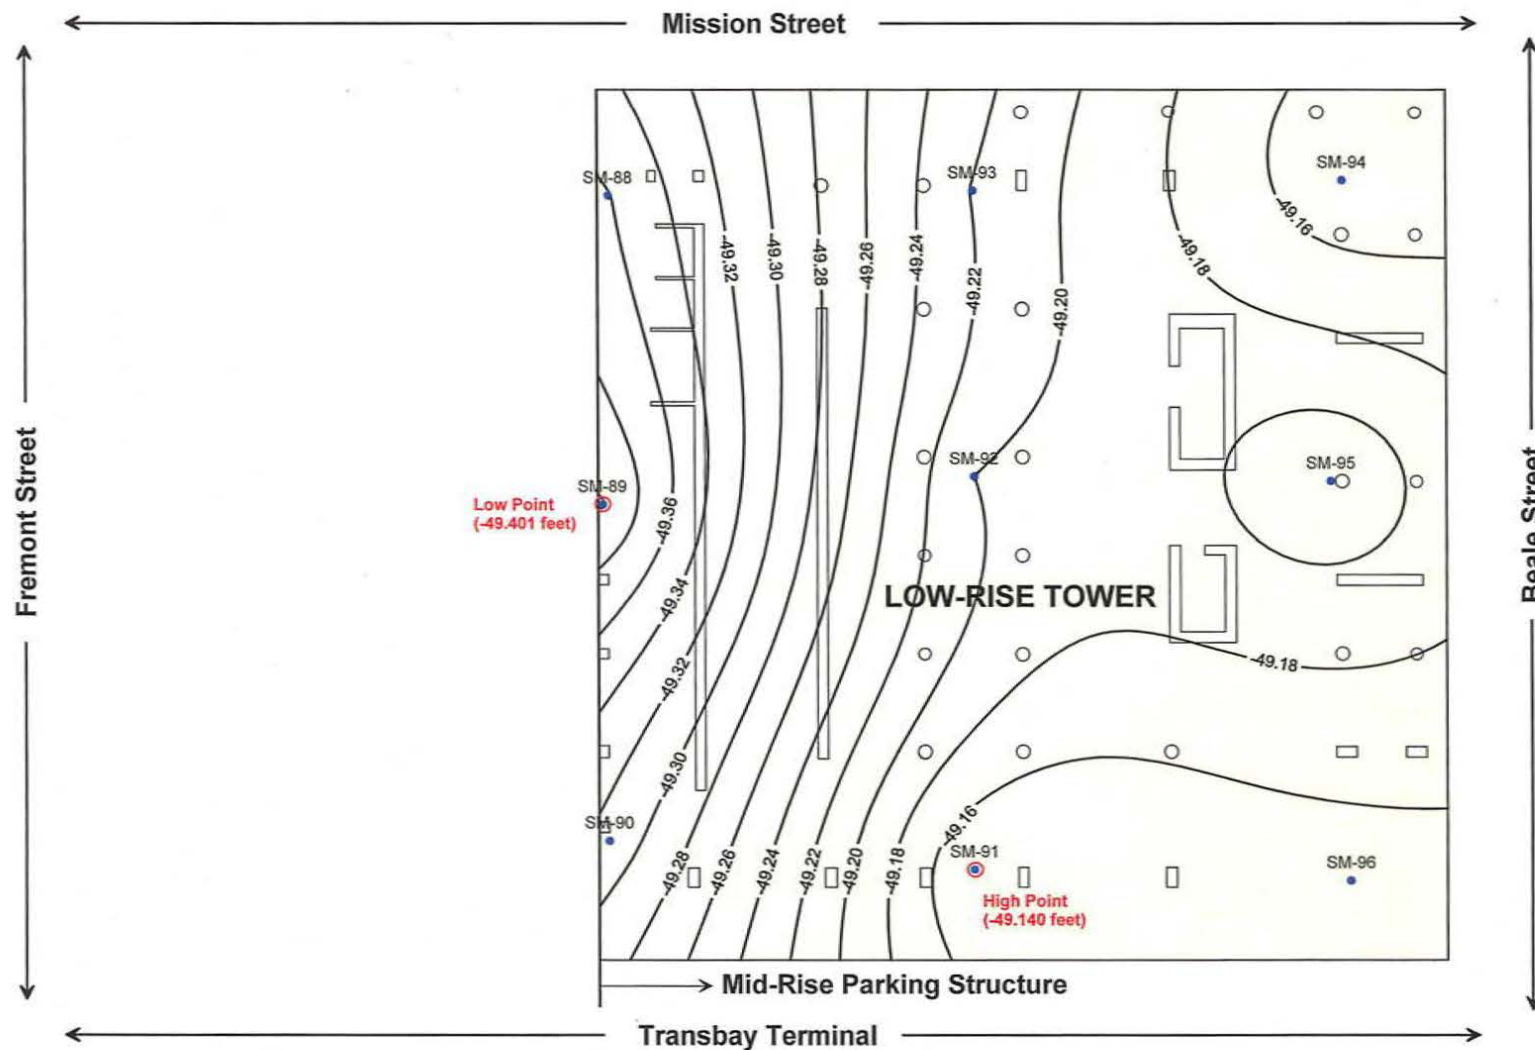 Mission Street
SM-88
SM-93
SM-94
-49.16
-49.32
-49.30
-49.28
-49.26
-49.24
-49.22
-49.20
-49.18
Fremont Street
Beale Street
SM-89
SM-92
SM-95
Low Point
(-49.401 feet)
-49.36
-49.34
LOW-RISE TOWER
-49.32
-49.18
-49.30
SM-90
-49.16
SM-91
SM-96
-49.28
-49.26
-49.24
-49.22
-49.20
-49.18
High Point
(-49.140 feet)
Mid-Rise Parking Structure
Transbay Terminal